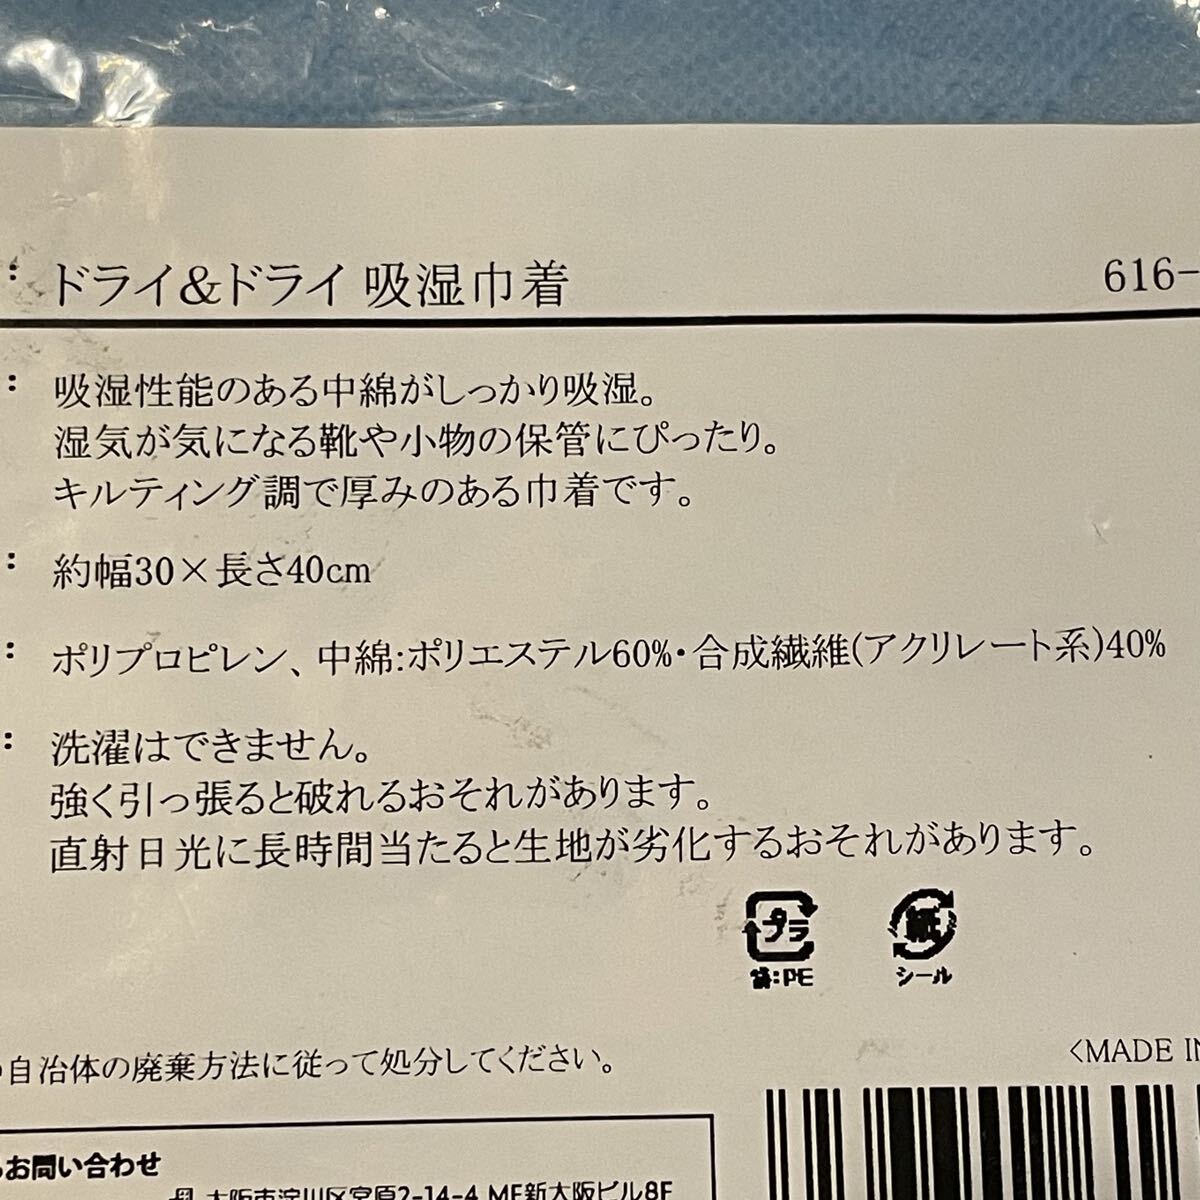 : ドライ&ドライ 吸湿巾着 616-
: 吸湿性能のある中綿がしっかり吸湿。
湿気が気になる靴や小物の保管にぴったり。
キルティング調で厚みのある巾着です。
: 約幅30×長さ40cm
: ポリプロピレン、中綿:ポリエステル60%・合成繊維(アクリレート系)40%
: 洗濯はできません。
強く引っ張ると破れるおそれがあります。
直射日光に長時間当たると生地が劣化するおそれがあります。
プラ 紙
袋:PE シール
自治体の廃棄方法に従って処分してください。
<MADE IN
お問い合わせ
大阪市淀川区宮原2-14-4 MF新大阪ビル8F